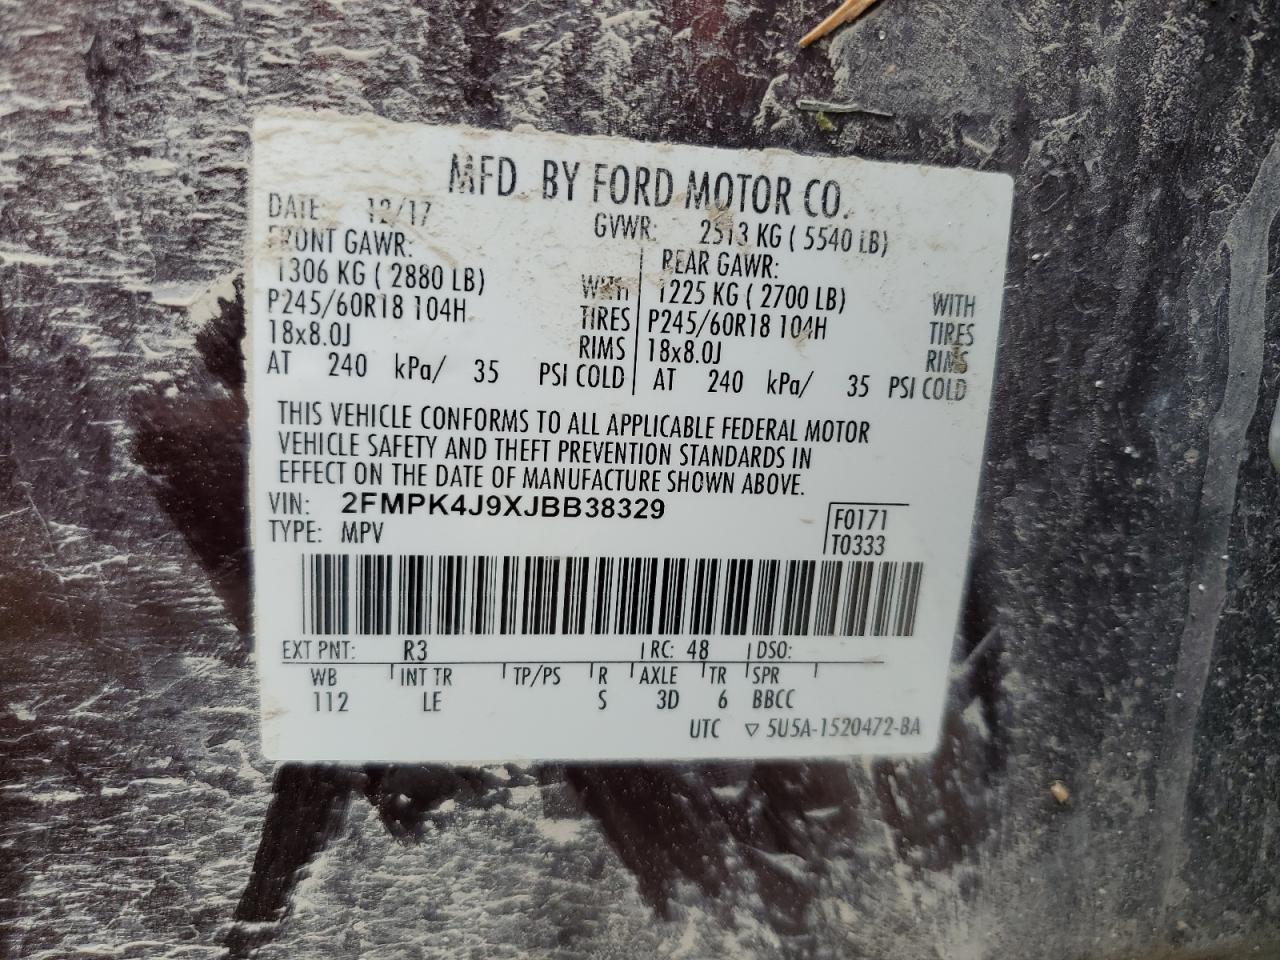 MFD. BY FORD MOTOR CO.
DATE: 12/17 GVWR: 2513 KG ( 5540 LB)
FRONT GAWR: REAR GAWR:
1306 KG ( 2880 LB) WITH 1225 KG ( 2700 LB) WITH
P245/60R18 104H TIRES P245/60R18 104H TIRES
18x8.0J RIMS 18x8.0J RIMS
AT 240 kPa/ 35 PSI COLD AT 240 kPa/ 35 PSI COLD
THIS VEHICLE CONFORMS TO ALL APPLICABLE FEDERAL MOTOR
VEHICLE SAFETY AND THEFT PREVENTION STANDARDS IN
EFFECT ON THE DATE OF MANUFACTURE SHOWN ABOVE.
VIN: 2FMPK4J9XJBB38329 F0171
TYPE: MPV T0333
EXT PNT: R3 RC: 48 DSO:
WB INT TR TP/PS R AXLE TR SPR
112 LE S 3D 6 BBCC
UTC ▽ 5U5A-1520472-BA